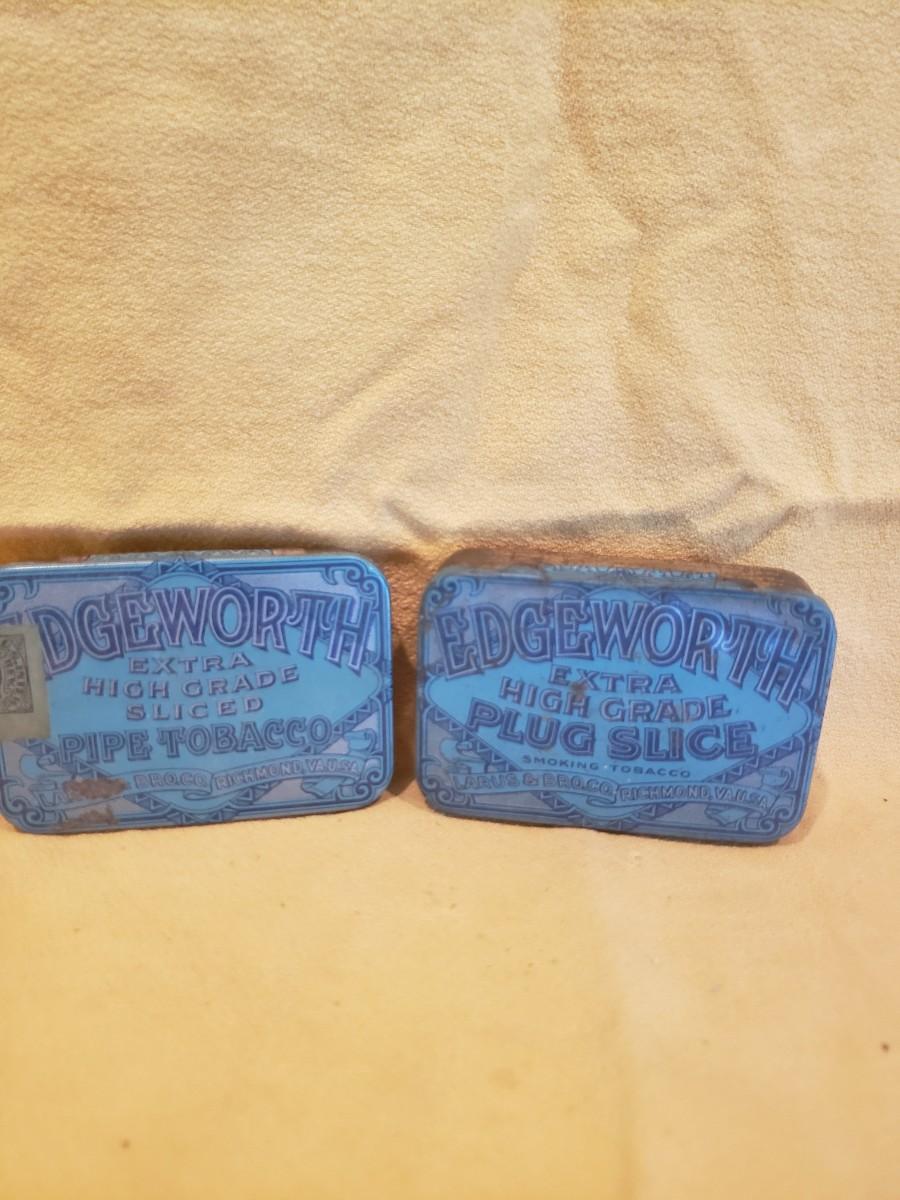 EDGEWORTH
EXTRA
HIGH GRADE
SLICED
PIPE TOBACCO
BRO.CO. RICHMOND, VA. U.S.A.
EDGEWORTH
EXTRA
HIGH GRADE
PLUG SLICE
SMOKING TOBACCO
LARUS & BRO.CO. RICHMOND, VA. U.S.A.